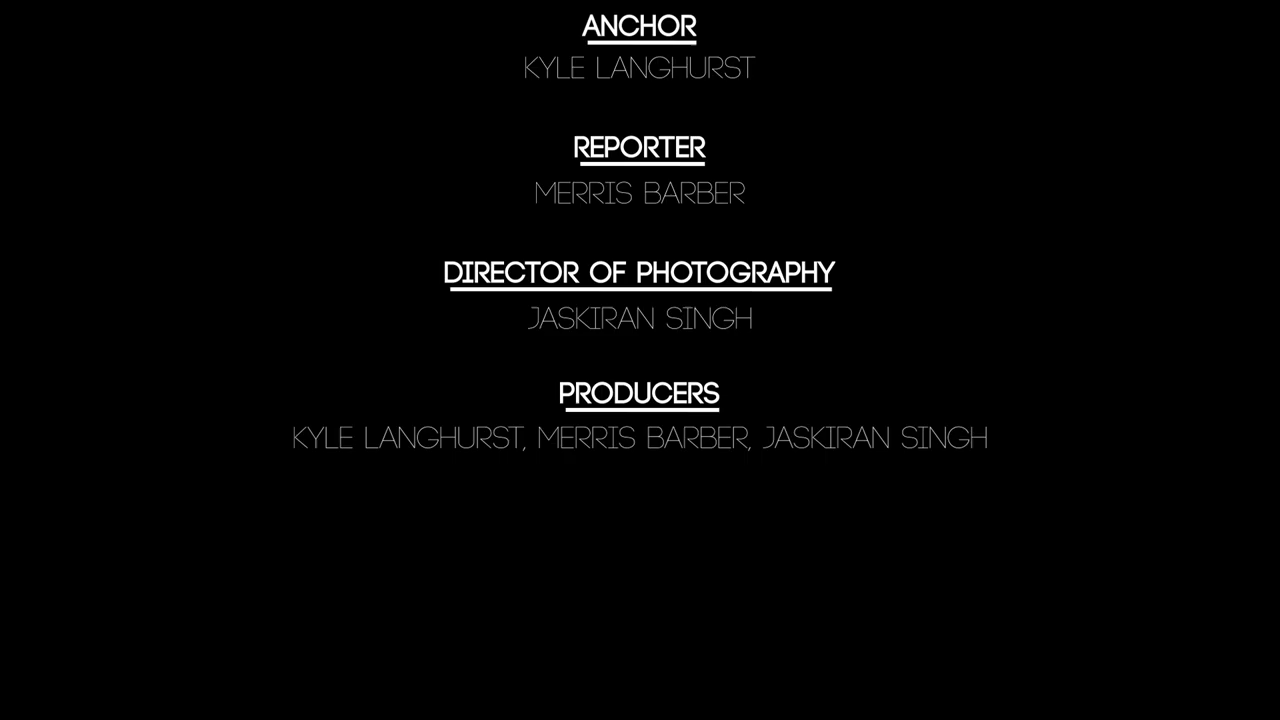 ANCHOR
KYLE LANGHURST
REPORTER
MERRIS BARBER
DIRECTOR OF PHOTOGRAPHY
JASKIRAN SINGH
PRODUCERS
KYLE LANGHURST, MERRIS BARBER, JASKIRAN SINGH